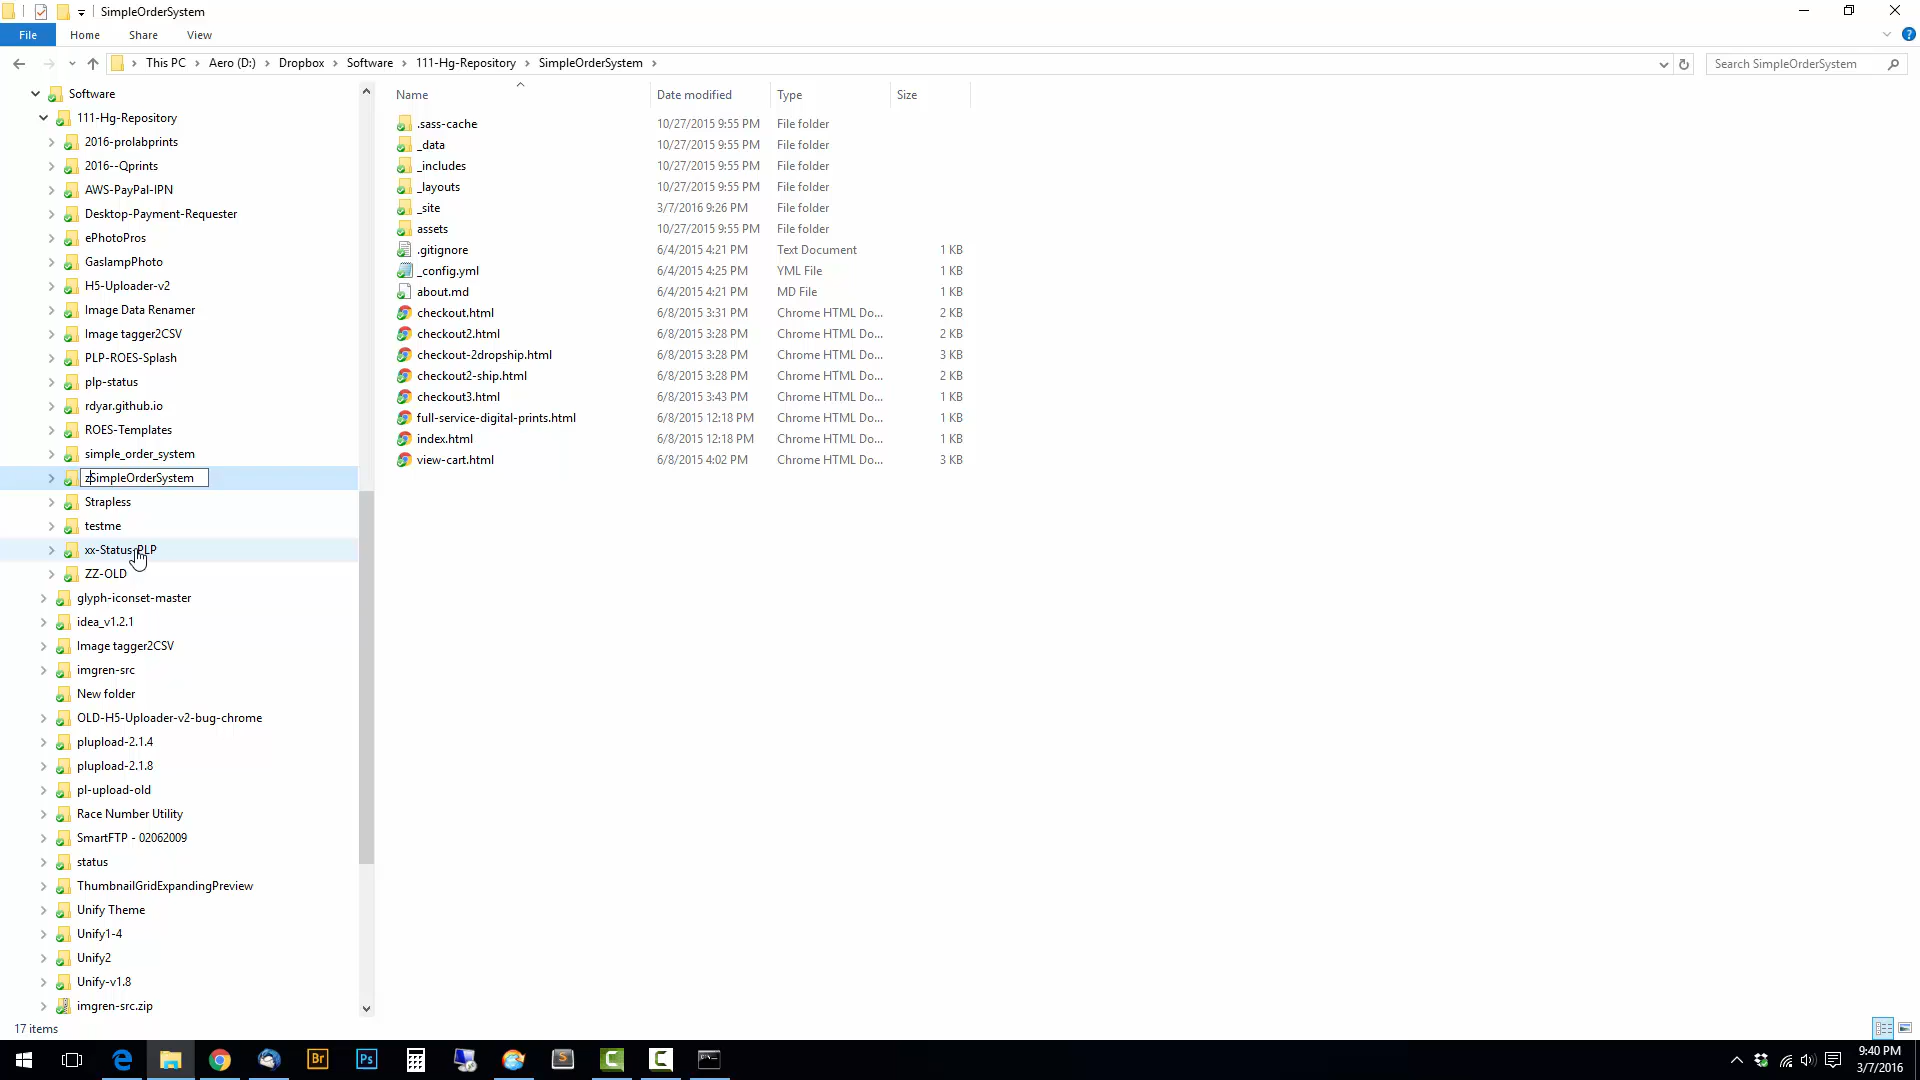 SimpleOrderSystem
File Home Share View
This PC Aero (D:) Dropbox Software 111-Hg-Repository SimpleOrderSystem
Search SimpleOrderSystem
Software
111-Hg-Repository
2016-prolabprints
2016--Qprints
AWS-PayPal-IPN
Desktop-Payment-Requester
ePhotoPros
GaslampPhoto
H5-Uploader-v2
Image Data Renamer
Image tagger2CSV
PLP-ROES-Splash
plp-status
rdyar.github.io
ROES-Templates
simple_order_system
zSimpleOrderSystem
Strapless
testme
xx-Status-PLP
ZZ-OLD
glyph-iconset-master
idea_v1.2.1
Image tagger2CSV
imgren-src
New folder
OLD-H5-Uploader-v2-bug-chrome
plupload-2.1.4
plupload-2.1.8
pl-upload-old
Race Number Utility
SmartFTP - 02062009
status
ThumbnailGridExpandingPreview
Unify Theme
Unify1-4
Unify2
Unify-v1.8
imgren-src.zip
Name Date modified Type Size
.sass-cache 10/27/2015 9:55 PM File folder
_data 10/27/2015 9:55 PM File folder
_includes 10/27/2015 9:55 PM File folder
_layouts 10/27/2015 9:55 PM File folder
_site 3/7/2016 9:26 PM File folder
assets 10/27/2015 9:55 PM File folder
.gitignore 6/4/2015 4:21 PM Text Document 1 KB
_config.yml 6/4/2015 4:25 PM YML File 1 KB
about.md 6/4/2015 4:21 PM MD File 1 KB
checkout.html 6/8/2015 3:31 PM Chrome HTML Do... 2 KB
checkout2.html 6/8/2015 3:28 PM Chrome HTML Do... 2 KB
checkout-2dropship.html 6/8/2015 3:28 PM Chrome HTML Do... 3 KB
checkout2-ship.html 6/8/2015 3:28 PM Chrome HTML Do... 2 KB
checkout3.html 6/8/2015 3:43 PM Chrome HTML Do... 2 KB
full-service-digital-prints.html 6/8/2015 12:18 PM Chrome HTML Do... 1 KB
index.html 6/8/2015 12:18 PM Chrome HTML Do... 1 KB
view-cart.html 6/8/2015 4:02 PM Chrome HTML Do... 3 KB
17 items
Br Ps
9:40 PM
3/7/2016